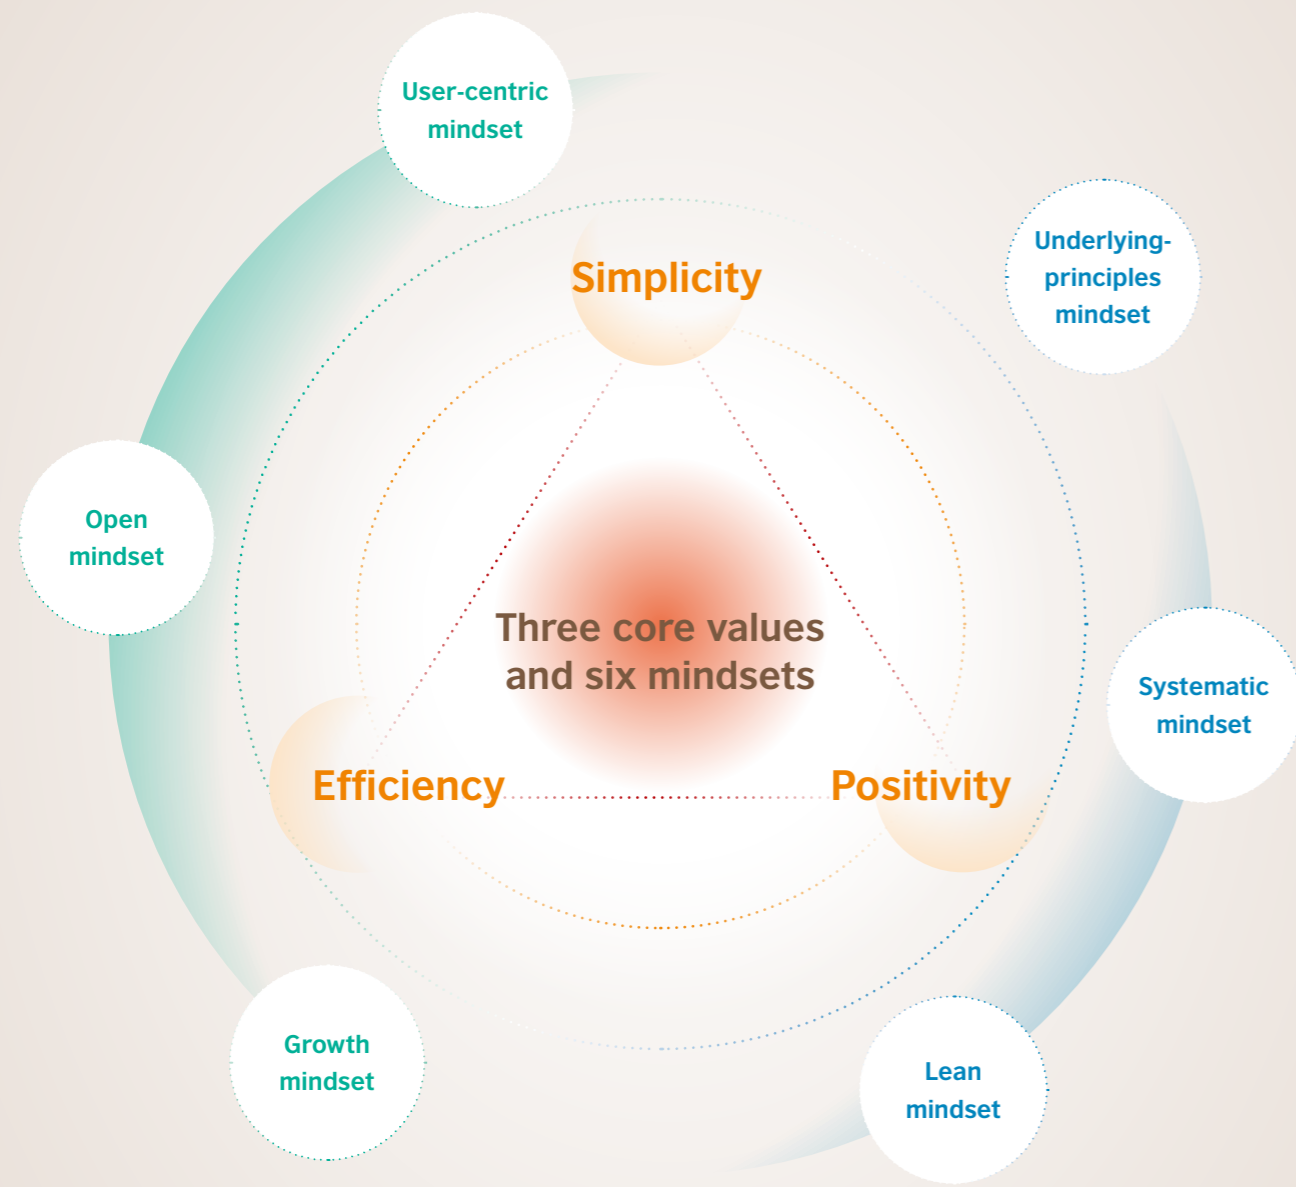 User-centric
mindset
Underlying-
principles
mindset
Simplicity
Open
mindset
Three core values
and six mindsets
Systematic
mindset
Efficiency
Positivity
Growth
mindset
Lean
mindset